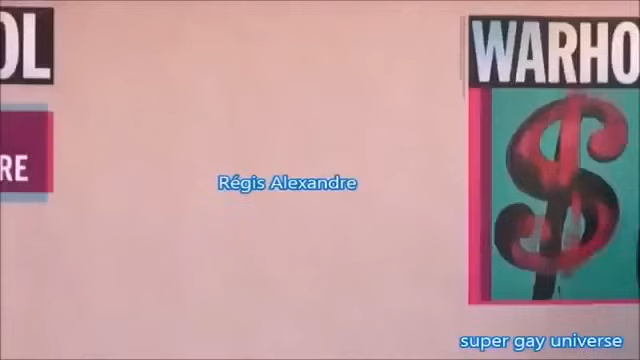 OL
WARHO
RE
Régis Alexandre
super gay universe